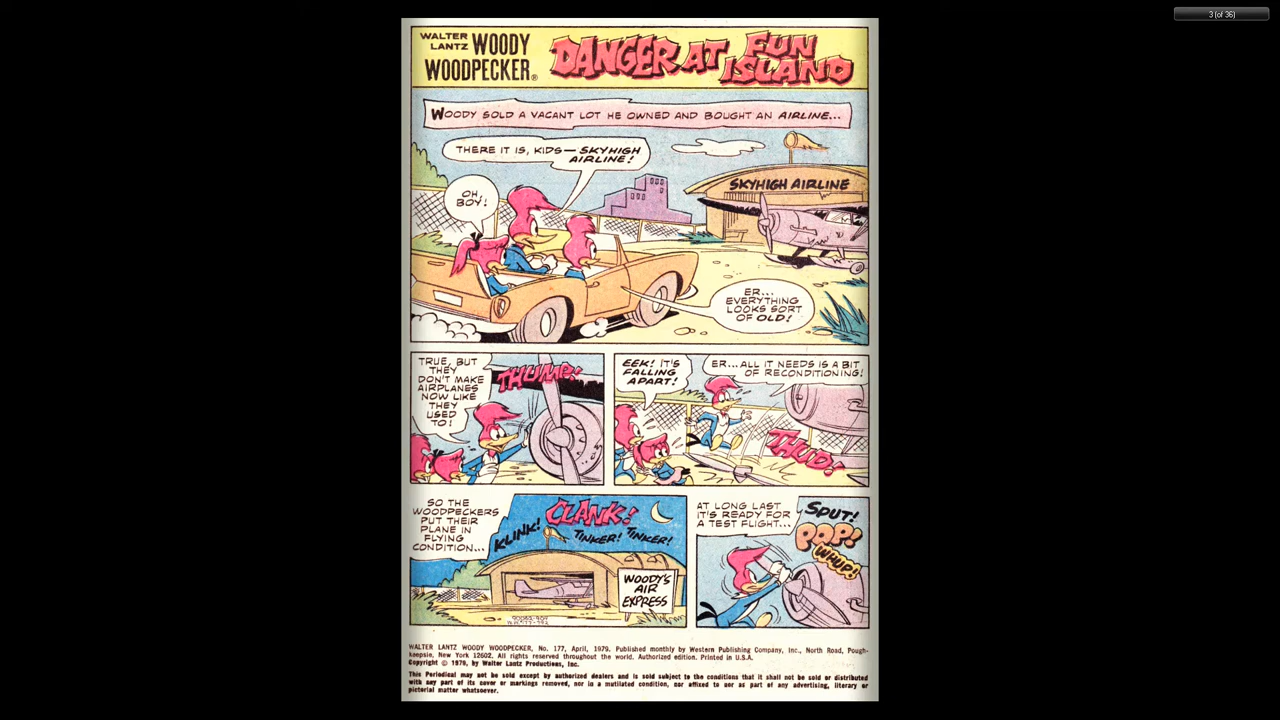 3 (of 36)
WALTER
LANTZ WOODY
WOODPECKER®
DANGER AT FUN
ISLAND
WOODY SOLD A VACANT LOT HE OWNED AND BOUGHT AN AIRLINE...
THERE IT IS, KIDS— SKYHIGH
AIRLINE!
OH,
BOY!
SKYHIGH AIRLINE
ER...
EVERYTHING
LOOKS SORT
OF OLD!
TRUE, BUT
THEY
DON'T MAKE
AIRPLANES
NOW LIKE
THEY
USED
TO!
THUMP!
EEK! IT'S
FALLING
APART!
ER...ALL IT NEEDS IS A BIT
OF RECONDITIONING!
THUD!
SO THE
WOODPECKERS
PUT THEIR
PLANE IN
FLYING
CONDITION...
KLINK!
CLANK!
TINKER! TINKER!
WOODY'S
AIR
EXPRESS
AT LONG LAST
IT'S READY FOR
A TEST FLIGHT...
SPUT!
POP!
WHUP!
WALTER LANTZ WOODY WOODPECKER, No. 177, April, 1979. Published monthly by Western Publishing Company, Inc., North Road, Pough-
keepsie, New York 12602. All rights reserved throughout the world. Authorized edition. Printed in U.S.A.
Copyright © 1979, by Walter Lantz Productions, Inc.
This Periodical may not be sold except by authorized dealers and is sold subject to the conditions that it shall not be sold or distributed
with any part of its cover or markings removed, nor in a mutilated condition, nor affixed to nor as part of any advertising, literary or
pictorial matter whatsoever.